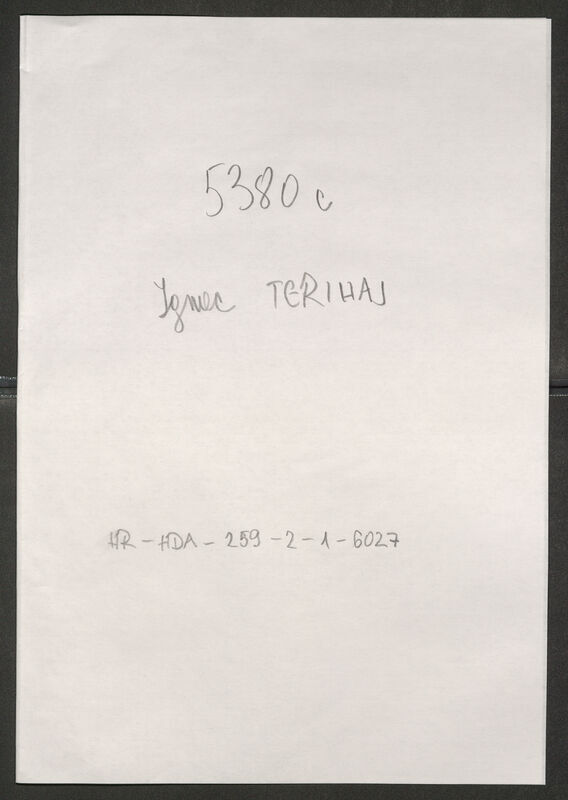 5380 c
Ignac TERIHAJ
HR-HDA-259-2-1-6027